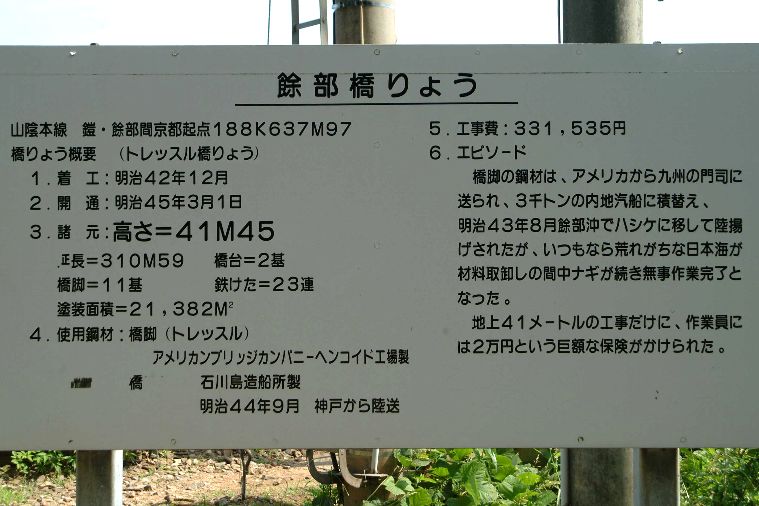 餘部橋りょう
山陰本線 鎧・餘部間京都起点188K637M97
橋りょう概要 （トレッスル橋りょう）
1．着 工：明治42年12月
2．開 通：明治45年3月1日
3．諸 元：高さ＝41M45
長＝310M59 橋台＝2基
橋脚＝11基 鉄けた＝23連
塗装面積＝21,382M²
4．使用鋼材：橋脚（トレッスル）
アメリカンブリッジカンパニーヘンコイド工場製
橋 石川島造船所製
明治44年9月 神戸から陸送
5．工事費：331,535円
6．エピソード
橋脚の鋼材は、アメリカから九州の門司に
送られ、3千トンの内地汽船に積替え、
明治43年8月餘部沖でハシケに移して陸揚
げされたが、いつもなら荒れがちな日本海が
材料取卸しの間中ナギが続き無事作業完了と
なった。
地上41メートルの工事だけに、作業員に
は2万円という巨額な保険がかけられた。